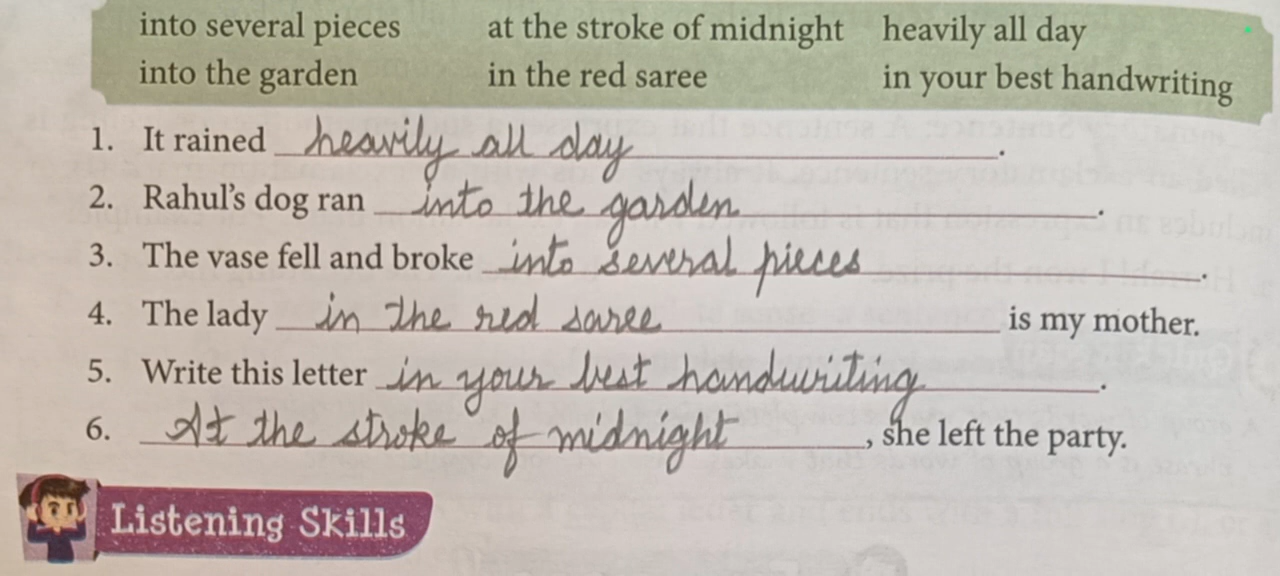 into several pieces at the stroke of midnight heavily all day
into the garden in the red saree in your best handwriting
1. It rained heavily all day.
2. Rahul's dog ran into the garden.
3. The vase fell and broke into several pieces.
4. The lady in the red saree is my mother.
5. Write this letter in your best handwriting.
6. At the stroke of midnight, she left the party.
Listening Skills